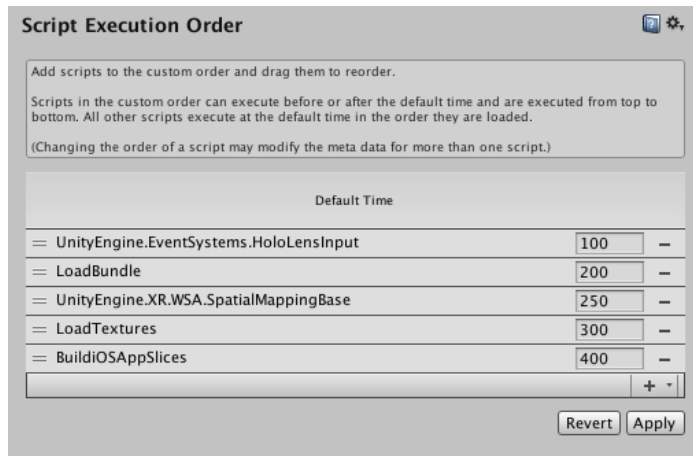 Script Execution Order
Add scripts to the custom order and drag them to reorder.
Scripts in the custom order can execute before or after the default time and are executed from top to
bottom. All other scripts execute at the default time in the order they are loaded.
(Changing the order of a script may modify the meta data for more than one script.)
Default Time
UnityEngine.EventSystems.HoloLensInput 100
LoadBundle 200
UnityEngine.XR.WSA.SpatialMappingBase 250
LoadTextures 300
BuildiOSAppSlices 400
Revert Apply